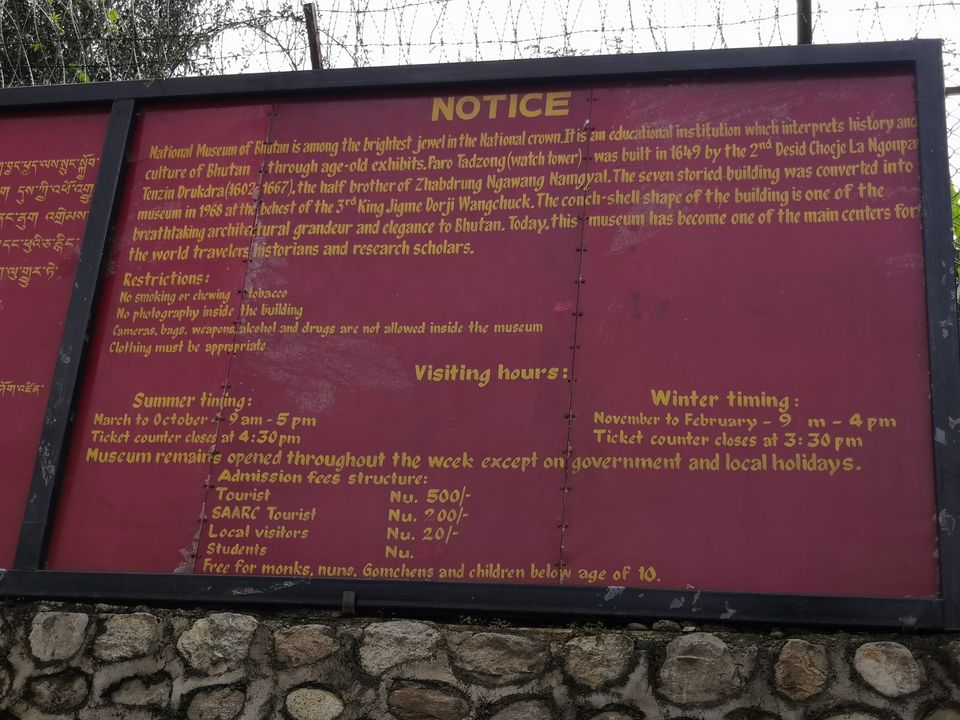 NOTICE
National Museum of Bhutan is among the brightest jewel in the National crown.It is an educational institution which interprets history and
culture of Bhutan through age-old exhibits.Paro Tadzong (watch tower) was built in 1649 by the 2nd Desid Choeje La Ngonpa
Tenzin Drukdra(1602 1667), the half brother of Zhabdrung Ngawang Namgyal. The seven storied building was converted into
museum in 1968 at the behest of the 3rd King Jigme Dorji Wangchuck. The conch-shell shape of the building is one of the
breathtaking architectural grandeur and elegance to Bhutan. Today, this museum has become one of the main centers for
the world travelers historians and research scholars.
Restrictions:
No smoking or chewing tobacco
No photography inside the building
Cameras, bags, weapons, alcohol and drugs are not allowed inside the museum
Clothing must be appropriate
Visiting hours:
Summer timing:
March to October - 9am - 5 pm
Ticket counter closes at 4:30pm
Winter timing:
November to February - 9 m - 4 pm
Ticket counter closes at 3:30 pm
Museum remains opened throughout the week except on government and local holidays.
Admission fees structure:
Tourist Nu. 500/-
SAARC Tourist Nu. 200/-
Local visitors Nu. 20/-
Students Nu.
Free for monks, nuns, Gomchens and children below age of 10.